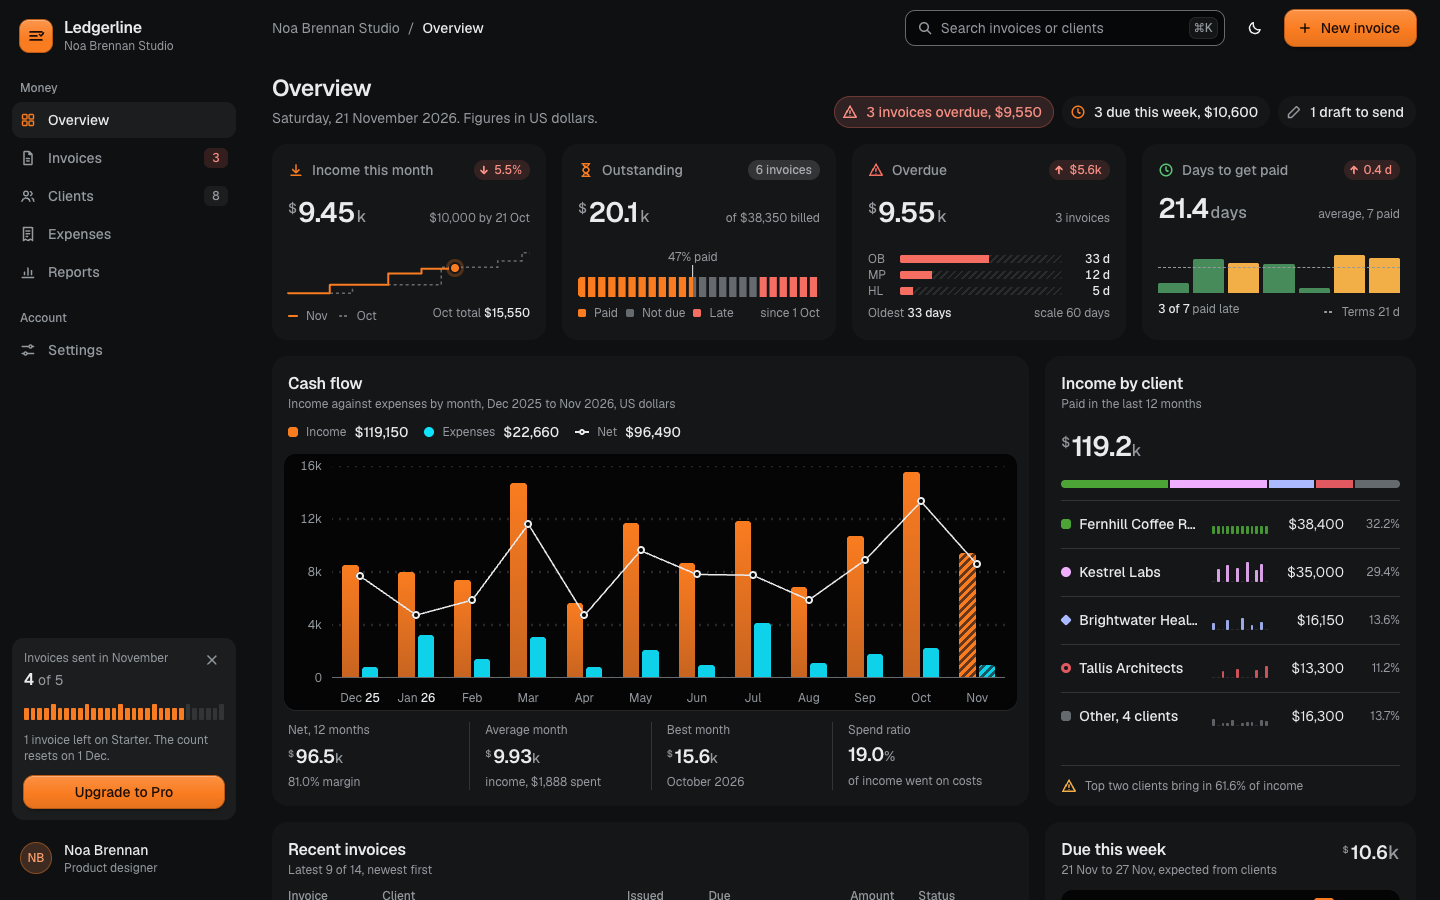 Ledgerline
Noa Brennan Studio
Money
Overview
Invoices 3
Clients 8
Expenses
Reports
Account
Settings
Invoices sent in November
4 of 5
1 invoice left on Starter. The count
resets on 1 Dec.
Upgrade to Pro
NB
Noa Brennan
Product designer
Noa Brennan Studio / Overview
Search invoices or clients ⌘K
New invoice
Overview
Saturday, 21 November 2026. Figures in US dollars.
3 invoices overdue, $9,550
3 due this week, $10,600
1 draft to send
Income this month 5.5%
$9.45k $10,000 by 21 Oct
Nov Oct Oct total $15,550
Outstanding 6 invoices
$20.1k of $38,350 billed
47% paid
Paid Not due Late since 1 Oct
Overdue $5.6k
$9.55k 3 invoices
OB 33 d
MP 12 d
HL 5 d
Oldest 33 days scale 60 days
Days to get paid 0.4 d
21.4 days average, 7 paid
3 of 7 paid late Terms 21 d
Cash flow
Income against expenses by month, Dec 2025 to Nov 2026, US dollars
Income $119,150 Expenses $22,660 Net $96,490
16k
12k
8k
4k
0
Dec 25 Jan 26 Feb Mar Apr May Jun Jul Aug Sep Oct Nov
Net, 12 months
$96.5k
81.0% margin
Average month
$9.93k
income, $1,888 spent
Best month
$15.6k
October 2026
Spend ratio
19.0%
of income went on costs
Income by client
Paid in the last 12 months
$119.2k
Fernhill Coffee R... $38,400 32.2%
Kestrel Labs $35,000 29.4%
Brightwater Heal... $16,150 13.6%
Tallis Architects $13,300 11.2%
Other, 4 clients $16,300 13.7%
Top two clients bring in 61.6% of income
Recent invoices
Latest 9 of 14, newest first
Invoice Client Issued Due Amount Status
Due this week $10.6k
21 Nov to 27 Nov, expected from clients